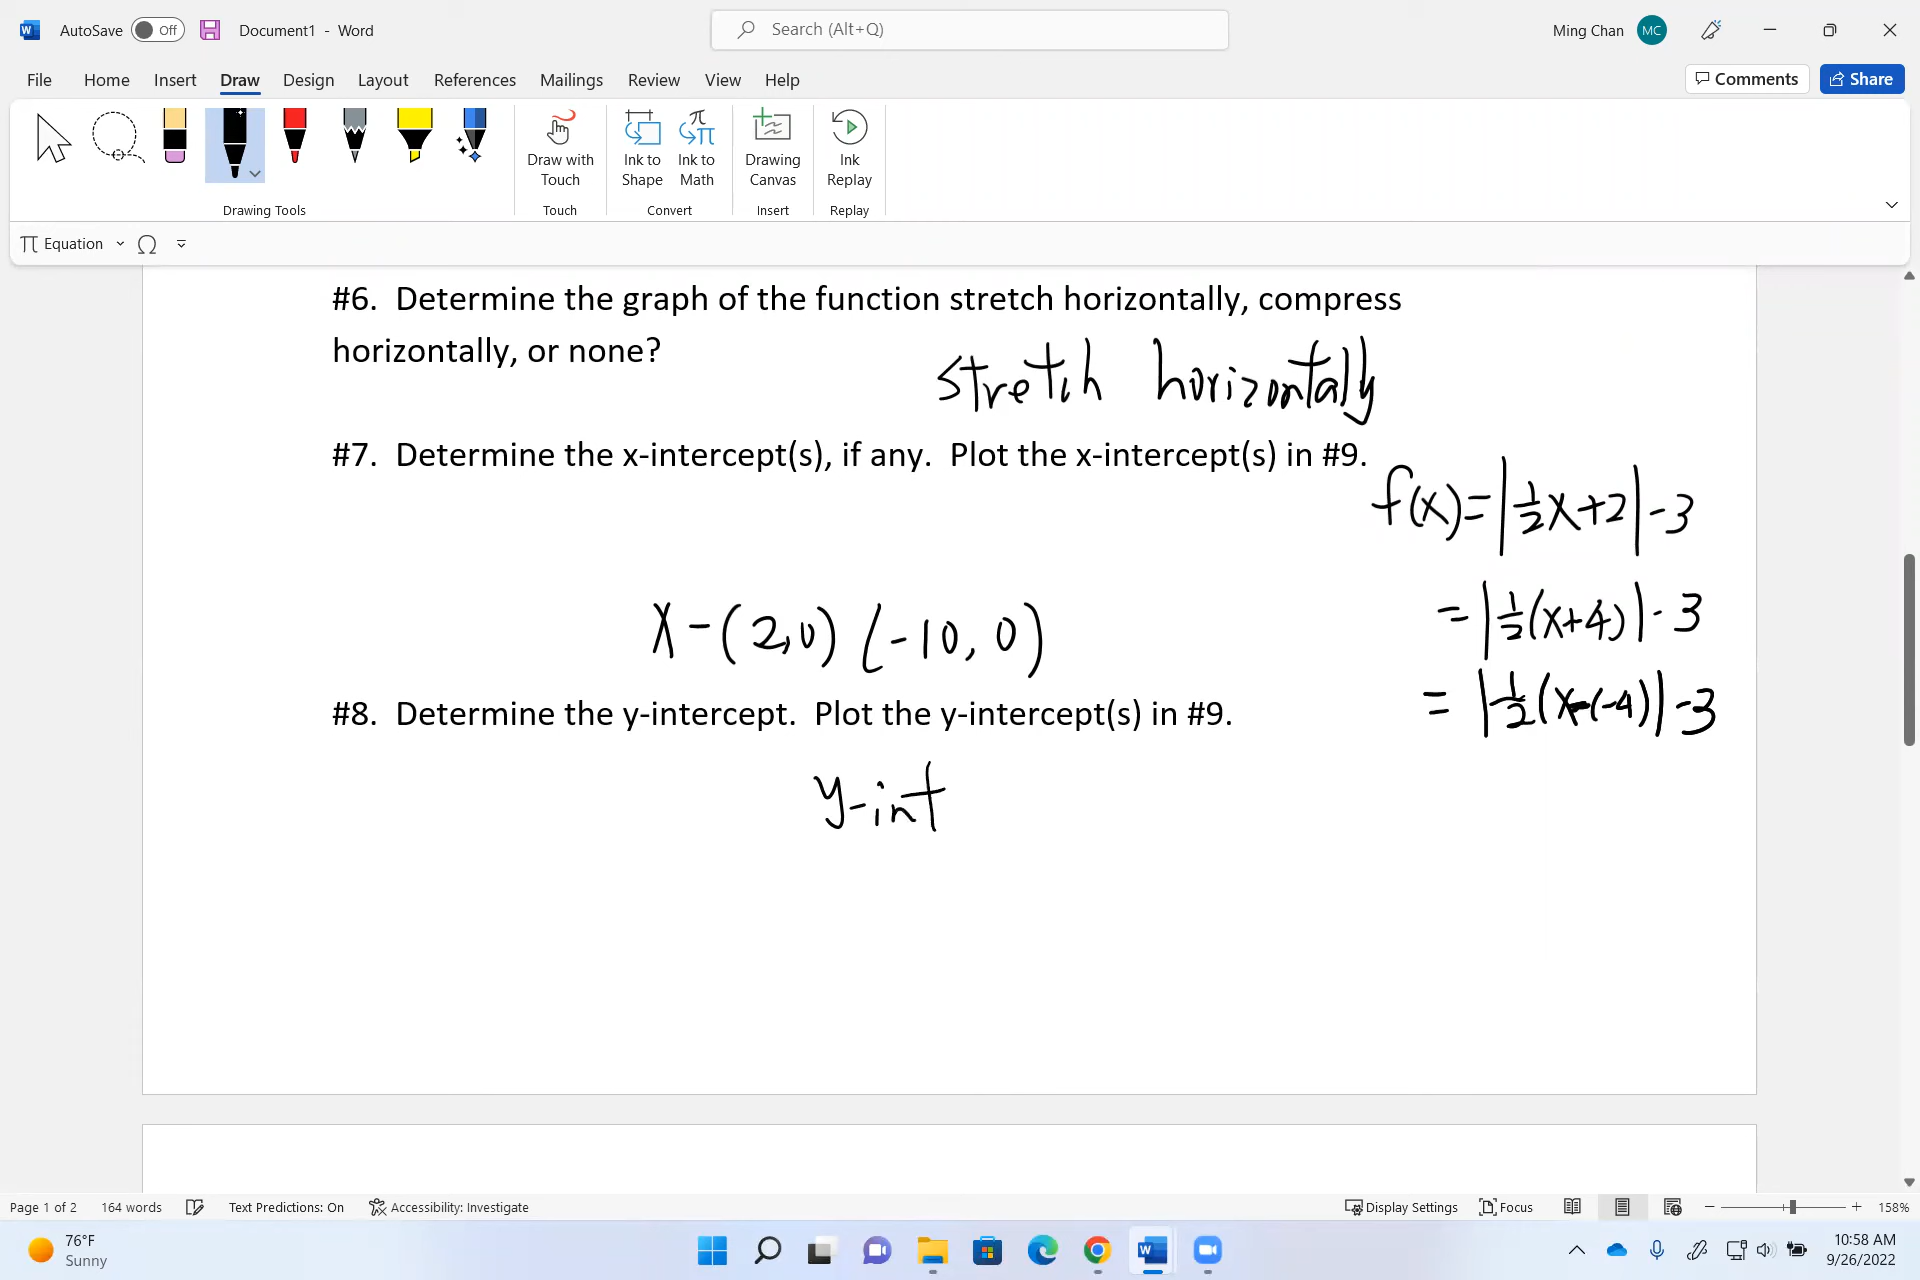 AutoSave Off Document1 - Word Search (Alt+Q) Ming Chan MC
File Home Insert Draw Design Layout References Mailings Review View Help Comments Share
Draw with Touch Ink to Shape Ink to Math Drawing Canvas Ink Replay
Drawing Tools Touch Convert Insert Replay
Equation
#6. Determine the graph of the function stretch horizontally, compress
horizontally, or none?
stretch horizontally
#7. Determine the x-intercept(s), if any. Plot the x-intercept(s) in #9.
f(x)=|1/2x+2|-3
=|1/2(x+4)|-3
x-(2,0) (-10,0)
=|1/2(x-(-4))|-3
#8. Determine the y-intercept. Plot the y-intercept(s) in #9.
y-int
Page 1 of 2 164 words Text Predictions: On Accessibility: Investigate Display Settings Focus 158%
76°F
Sunny
10:58 AM
9/26/2022